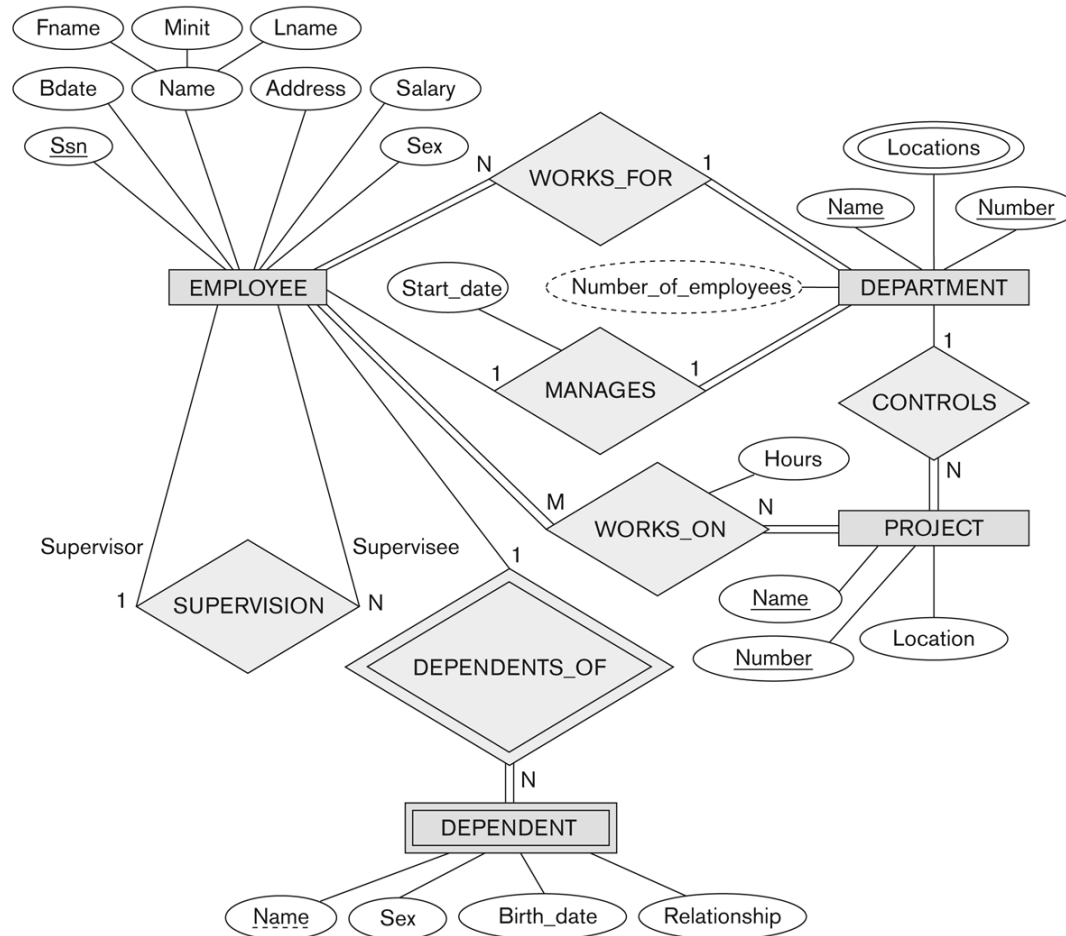 Fname
Minit
Lname
Bdate
Name
Address
Salary
Ssn
Sex
N
WORKS_FOR
1
Locations
Name
Number
EMPLOYEE
Start_date
Number_of_employees
DEPARTMENT
1
MANAGES
1
1
CONTROLS
N
Hours
M
WORKS_ON
N
PROJECT
Supervisor
Supervisee
1
SUPERVISION
N
1
Name
Number
Location
DEPENDENTS_OF
N
DEPENDENT
Name
Sex
Birth_date
Relationship